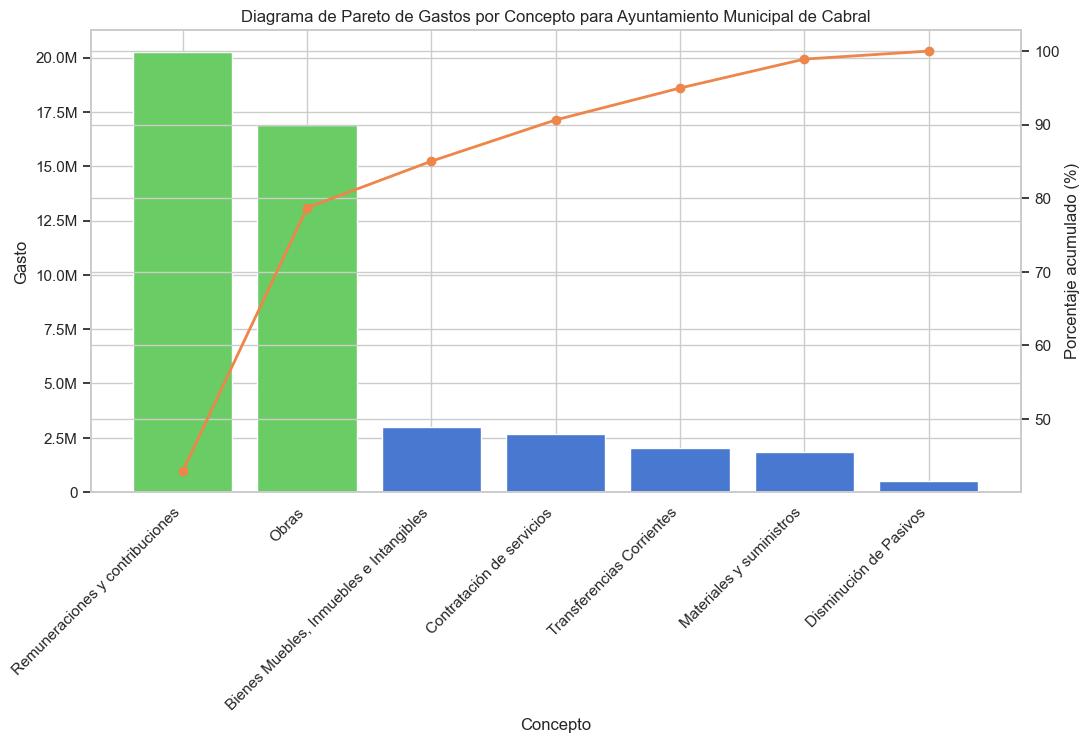 Diagrama de Pareto de Gastos por Concepto para Ayuntamiento Municipal de Cabral
Gasto
20.0M
17.5M
15.0M
12.5M
10.0M
7.5M
5.0M
2.5M
0
100
90
80
70
60
50
Porcentaje acumulado (%)
Remuneraciones y contribuciones
Obras
Bienes Muebles, Inmuebles e Intangibles
Contratación de servicios
Transferencias Corrientes
Materiales y suministros
Disminución de Pasivos
Concepto